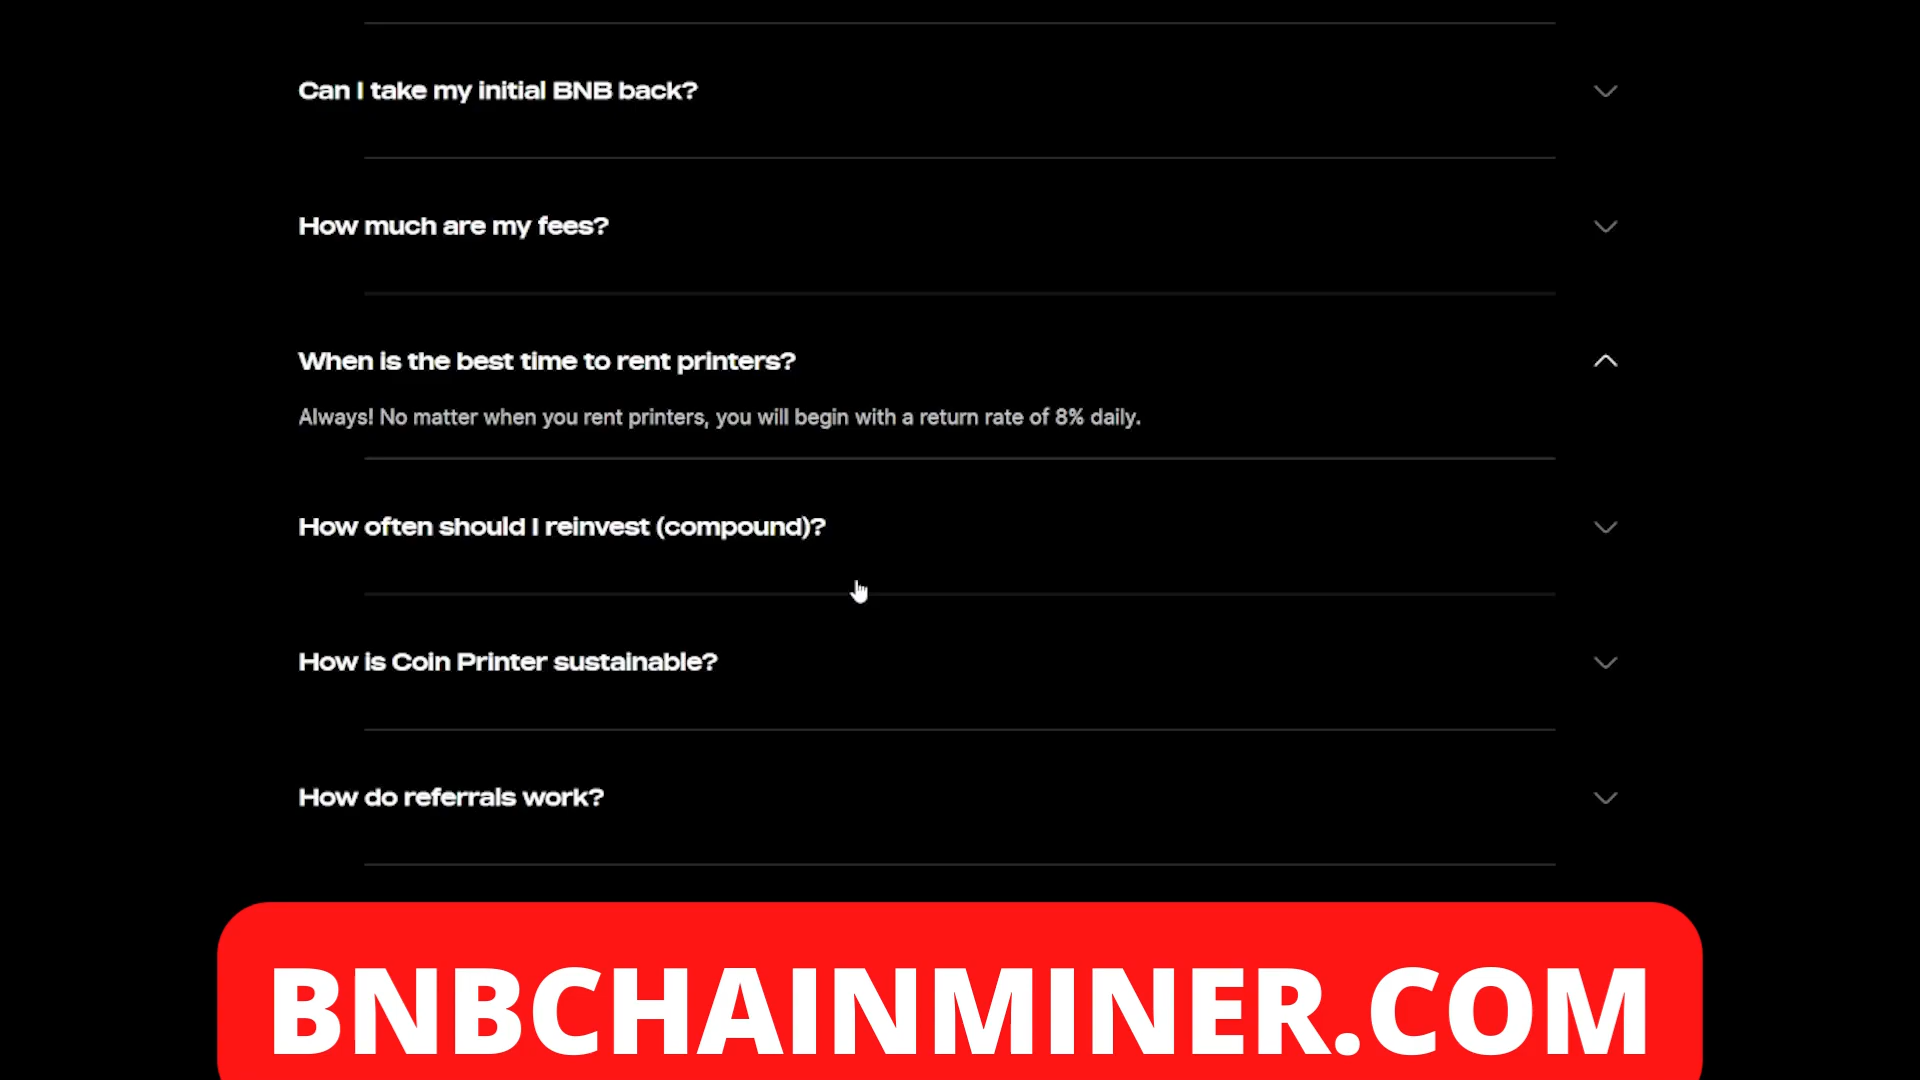 Can I take my initial BNB back?
How much are my fees?
When is the best time to rent printers?
Always! No matter when you rent printers, you will begin with a return rate of 8% daily.
How often should I reinvest (compound)?
How is Coin Printer sustainable?
How do referrals work?
BNBCHAINMINER.COM